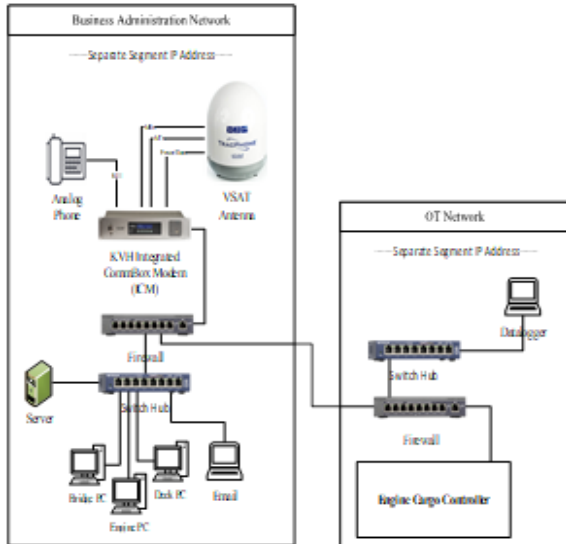 Business Administration Network
Separate Segment IP Address
Analog
Phone
VSAT
Antenna
KVH Integrated
CommBox Modem
(ICM)
Firewall
Switch Hub
Server
Bridge PC
Engine PC
Deck PC
Email
OT Network
Separate Segment IP Address
Datalogger
Switch Hub
Firewall
Engine Cargo Controller